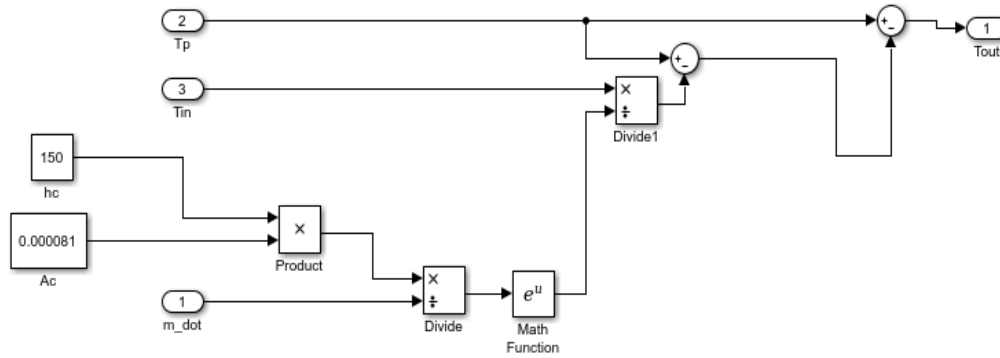 2
Tp
+
−
1
Tout
+
−
3
Tin
×
÷
Divide1
150
hc
0.000081
Ac
×
Product
×
÷
Divide
e^u
Math
Function
1
m_dot